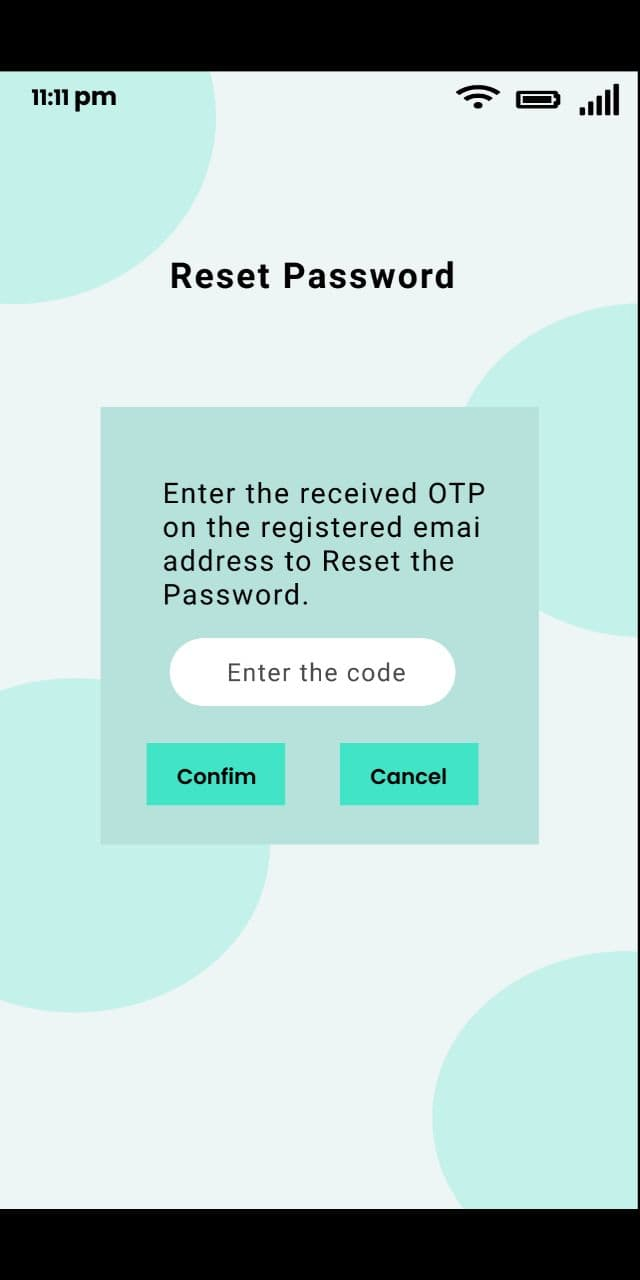 11:11 pm
Reset Password
Enter the received OTP
on the registered emai
address to Reset the
Password.
Enter the code
Confim
Cancel